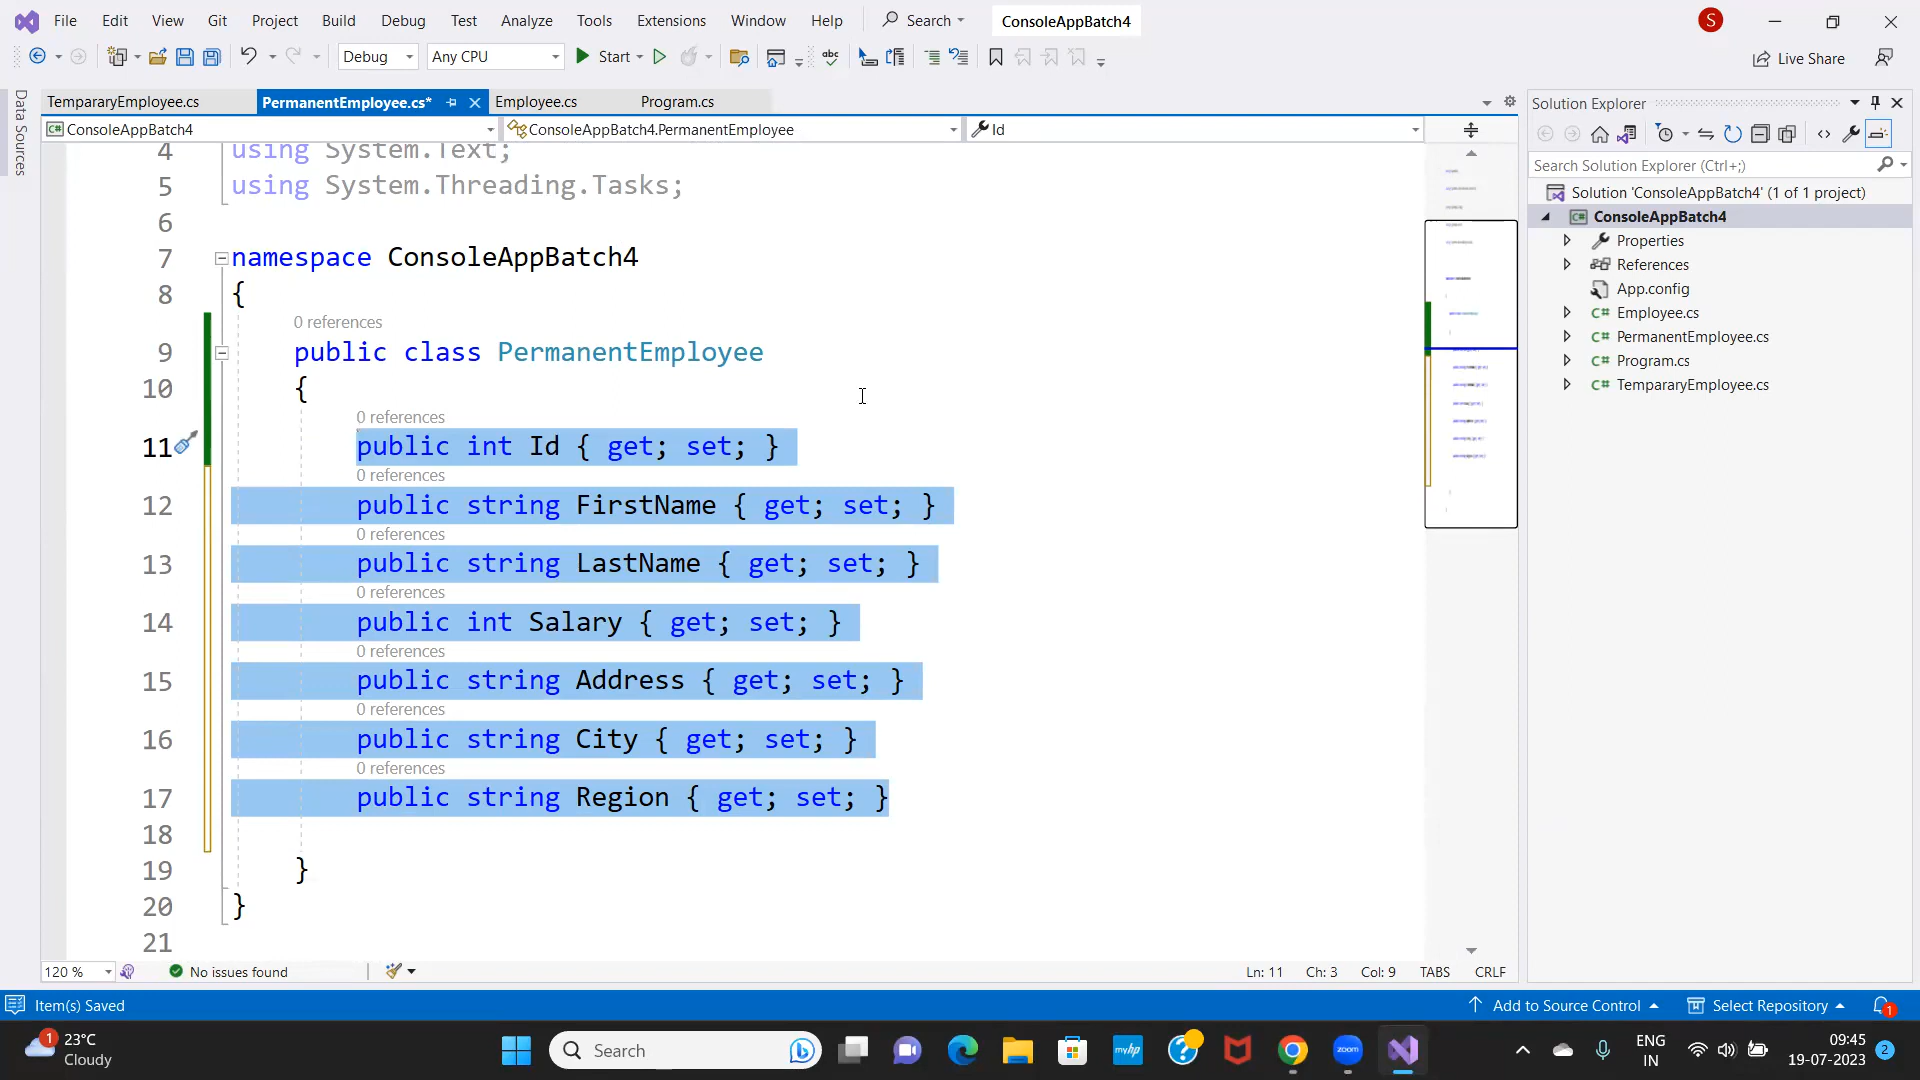 File Edit View Git Project Build Debug Test Analyze Tools Extensions Window Help Search ConsoleAppBatch4 S
Debug Any CPU Start abc Live Share
Data Sources
TempararyEmployee.cs PermanentEmployee.cs* Employee.cs Program.cs
ConsoleAppBatch4 ConsoleAppBatch4.PermanentEmployee Id
4 using System.Text;
5 using System.Threading.Tasks;
6
7 namespace ConsoleAppBatch4
8 {
0 references
9 public class PermanentEmployee
10 {
0 references
11 public int Id { get; set; }
0 references
12 public string FirstName { get; set; }
0 references
13 public string LastName { get; set; }
0 references
14 public int Salary { get; set; }
0 references
15 public string Address { get; set; }
0 references
16 public string City { get; set; }
0 references
17 public string Region { get; set; }
18
19 }
20 }
21
120 % No issues found Ln: 11 Ch: 3 Col: 9 TABS CRLF
Solution Explorer
Search Solution Explorer (Ctrl+;)
Solution 'ConsoleAppBatch4' (1 of 1 project)
C# ConsoleAppBatch4
Properties
References
App.config
C# Employee.cs
C# PermanentEmployee.cs
C# Program.cs
C# TempararyEmployee.cs
Item(s) Saved Add to Source Control Select Repository 1
1 23°C
Cloudy
Search
myhp
zoom
ENG
IN
09:45
19-07-2023
2